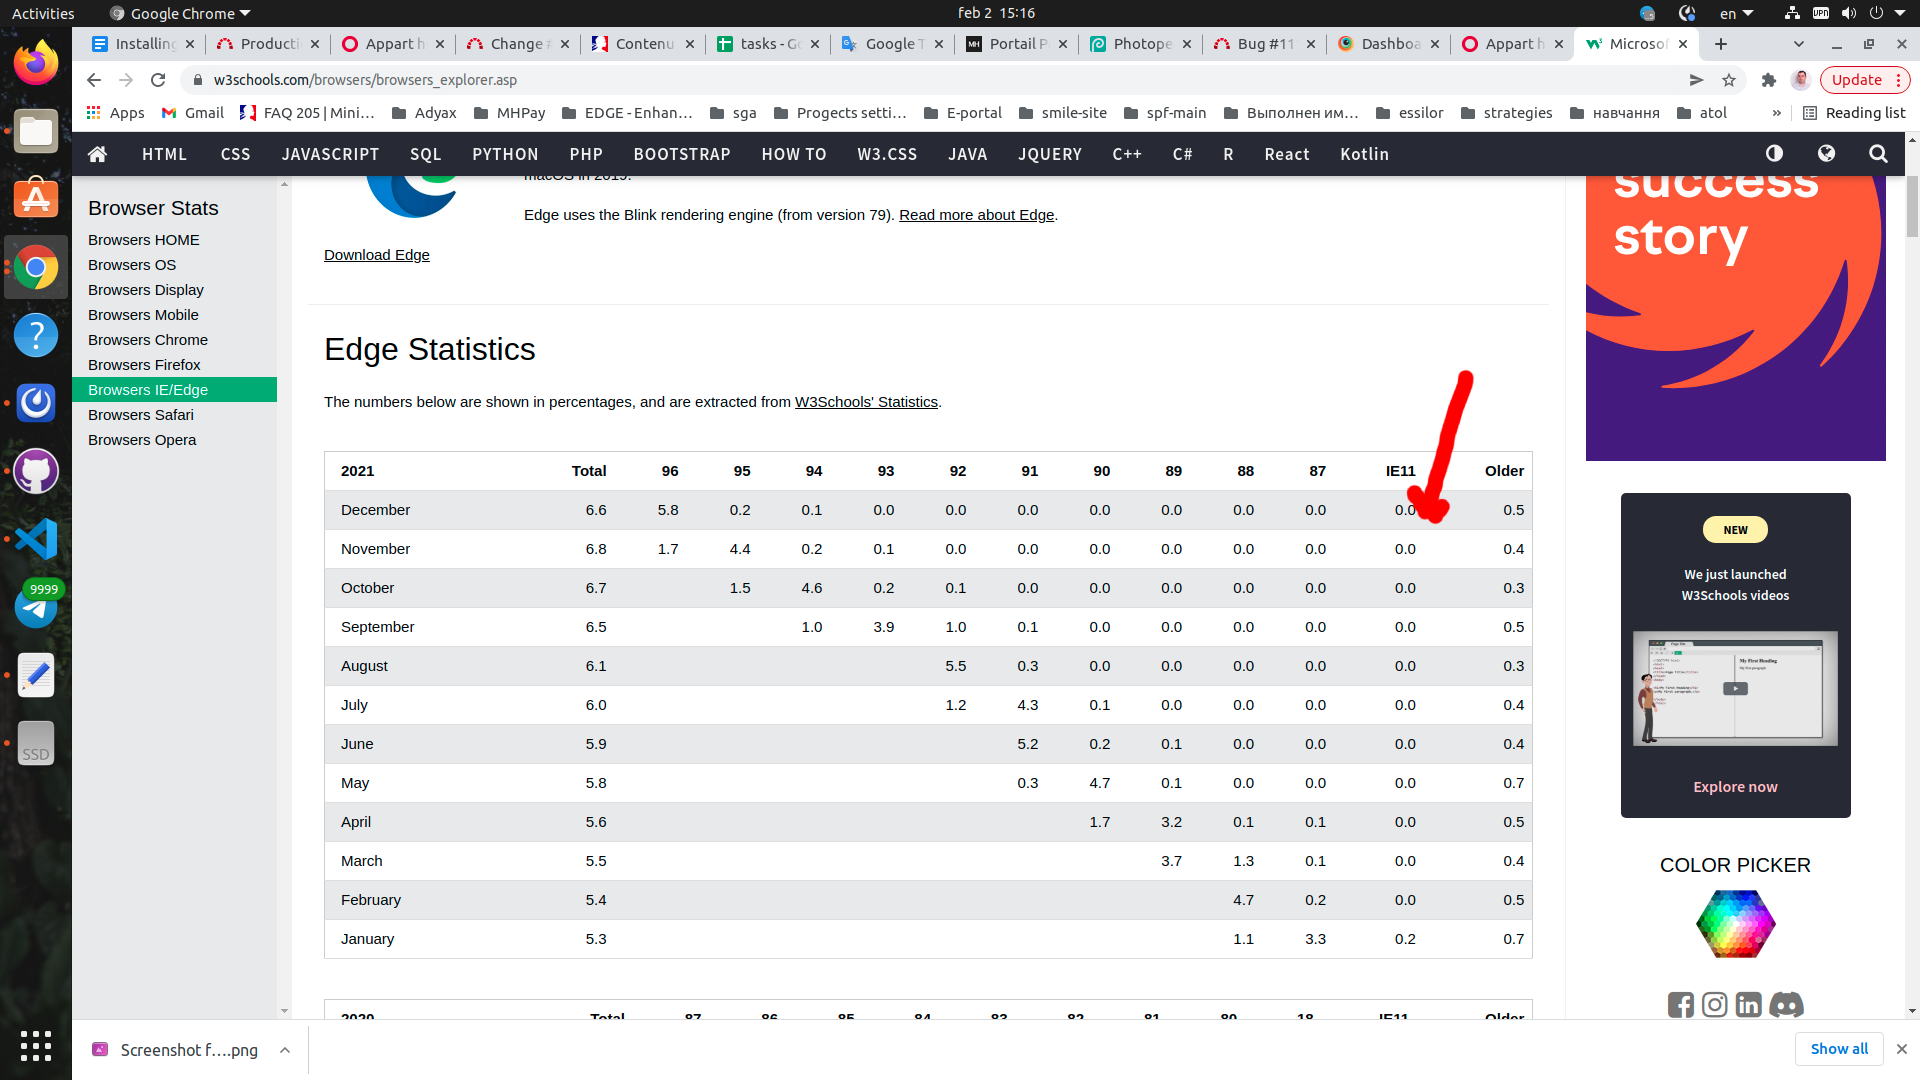 Activities Google Chrome feb 2 15:16 en VPN
Installing Producti Appart h Change # Contenu tasks - Go Google T Portail P Photope Bug #11 Dashboa Appart h Microsof
w3schools.com/browsers/browsers_explorer.asp Update
Apps Gmail FAQ 205 | Mini… Adyax MHPay EDGE - Enhan… sga Progects setti… E-portal smile-site spf-main Выполнен им… essilor strategies навчання atol » Reading list
HTML CSS JAVASCRIPT SQL PYTHON PHP BOOTSTRAP HOW TO W3.CSS JAVA JQUERY C++ C# R React Kotlin
Browser Stats
Browsers HOME
Browsers OS
Browsers Display
Browsers Mobile
Browsers Chrome
Browsers Firefox
Browsers IE/Edge
Browsers Safari
Browsers Opera
macOS in 2019.
Edge uses the Blink rendering engine (from version 79). Read more about Edge.
Download Edge
Edge Statistics
The numbers below are shown in percentages, and are extracted from W3Schools' Statistics.
2021 Total 96 95 94 93 92 91 90 89 88 87 IE11 Older
December 6.6 5.8 0.2 0.1 0.0 0.0 0.0 0.0 0.0 0.0 0.0 0.0 0.5
November 6.8 1.7 4.4 0.2 0.1 0.0 0.0 0.0 0.0 0.0 0.0 0.0 0.4
October 6.7 1.5 4.6 0.2 0.1 0.0 0.0 0.0 0.0 0.0 0.0 0.3
September 6.5 1.0 3.9 1.0 0.1 0.0 0.0 0.0 0.0 0.0 0.5
August 6.1 5.5 0.3 0.0 0.0 0.0 0.0 0.0 0.3
July 6.0 1.2 4.3 0.1 0.0 0.0 0.0 0.0 0.4
June 5.9 5.2 0.2 0.1 0.0 0.0 0.0 0.4
May 5.8 0.3 4.7 0.1 0.0 0.0 0.0 0.7
April 5.6 1.7 3.2 0.1 0.1 0.0 0.5
March 5.5 3.7 1.3 0.1 0.0 0.4
February 5.4 4.7 0.2 0.0 0.5
January 5.3 1.1 3.3 0.2 0.7
2020 Total 87 86 85 84 83 82 81 80 18 IE11 Older
success
story
NEW
We just launched
W3Schools videos
My First Heading
Explore now
COLOR PICKER
9999
SSD
Screenshot f….png
Show all